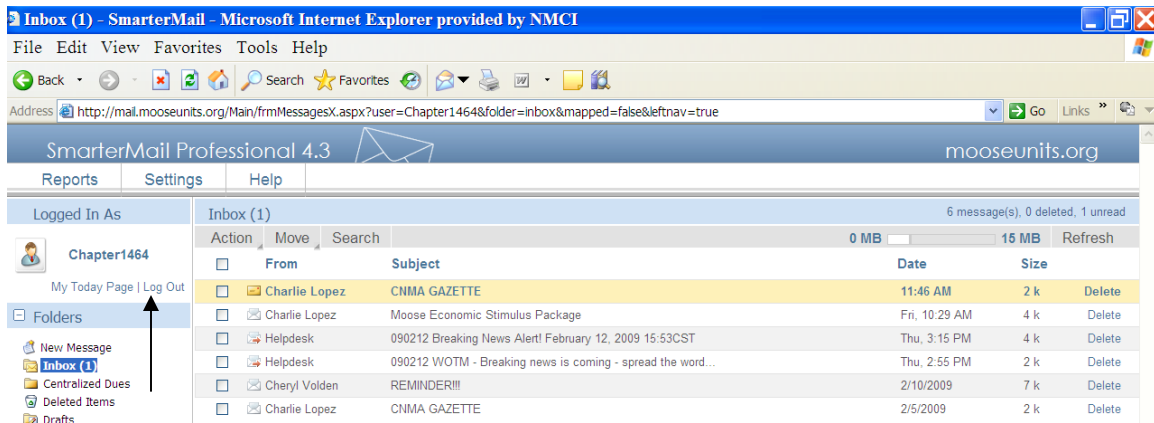 Inbox (1) - SmarterMail - Microsoft Internet Explorer provided by NMCI
File Edit View Favorites Tools Help
Back Search Favorites
Address http://mail.mooseunits.org/Main/frmMessagesX.aspx?user=Chapter1464&folder=inbox&mapped=false&leftnav=true Go Links »
SmarterMail Professional 4.3 mooseunits.org
Reports Settings Help
Logged In As Inbox (1) 6 message(s), 0 deleted, 1 unread
Action Move Search 0 MB 15 MB Refresh
Chapter1464
From Subject Date Size
My Today Page | Log Out
Charlie Lopez CNMA GAZETTE 11:46 AM 2 k Delete
Folders
Charlie Lopez Moose Economic Stimulus Package Fri, 10:29 AM 4 k Delete
New Message
Helpdesk 090212 Breaking News Alert! February 12, 2009 15:53CST Thu, 3:15 PM 4 k Delete
Inbox (1)
Helpdesk 090212 WOTM - Breaking news is coming - spread the word... Thu, 2:55 PM 2 k Delete
Centralized Dues
Cheryl Volden REMINDER!!! 2/10/2009 7 k Delete
Deleted Items
Charlie Lopez CNMA GAZETTE 2/5/2009 2 k Delete
Drafts